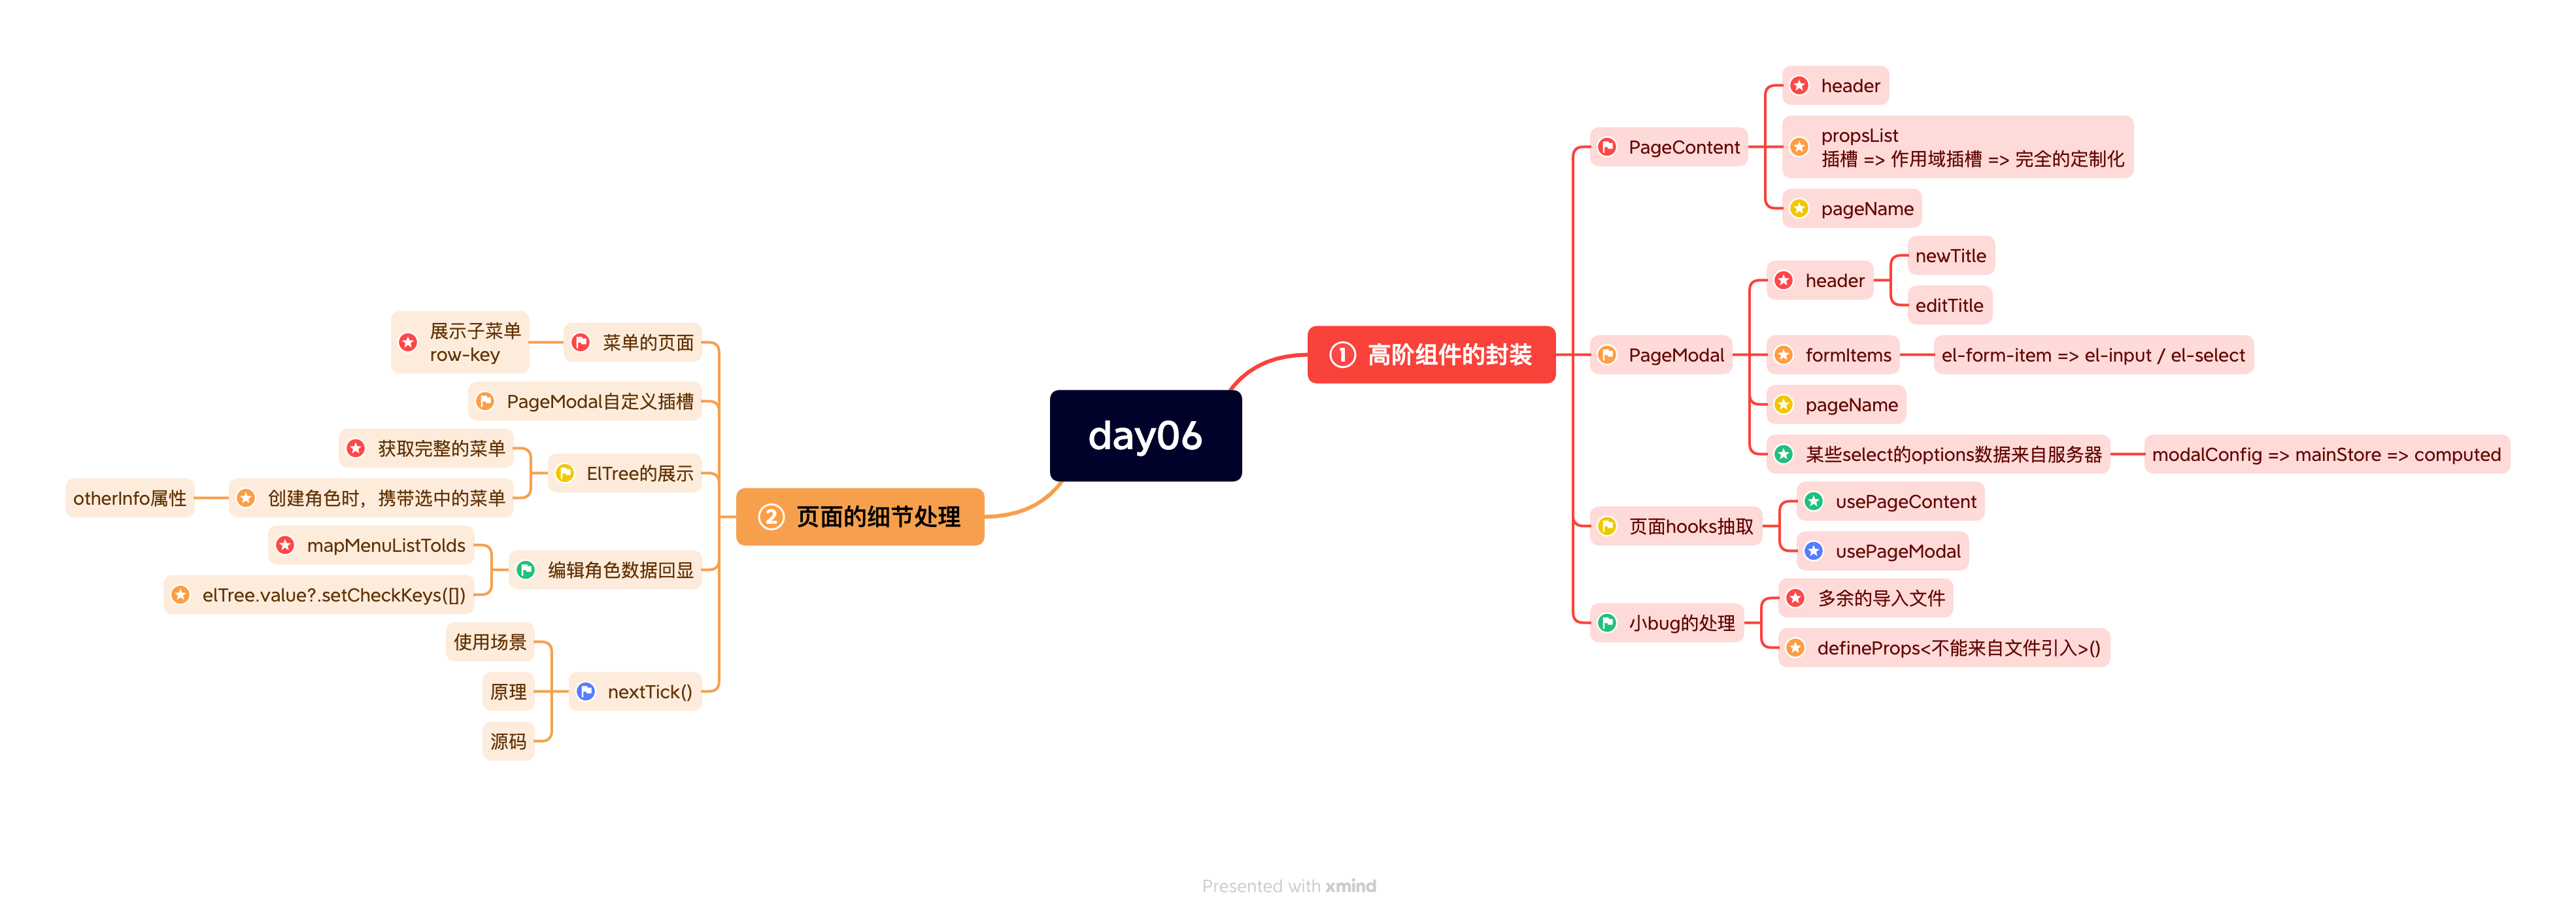 day06
① 高阶组件的封装
PageContent
header
propsList
插槽 => 作用域插槽 => 完全的定制化
pageName
PageModal
header
newTitle
editTitle
formItems
el-form-item => el-input / el-select
pageName
某些select的options数据来自服务器
modalConfig => mainStore => computed
页面hooks抽取
usePageContent
usePageModal
小bug的处理
多余的导入文件
defineProps<不能来自文件引入>()
② 页面的细节处理
菜单的页面
展示子菜单
row-key
PageModal自定义插槽
ElTree的展示
获取完整的菜单
创建角色时，携带选中的菜单
otherInfo属性
编辑角色数据回显
mapMenuListToIds
elTree.value?.setCheckKeys([])
nextTick()
使用场景
原理
源码
Presented with xmind